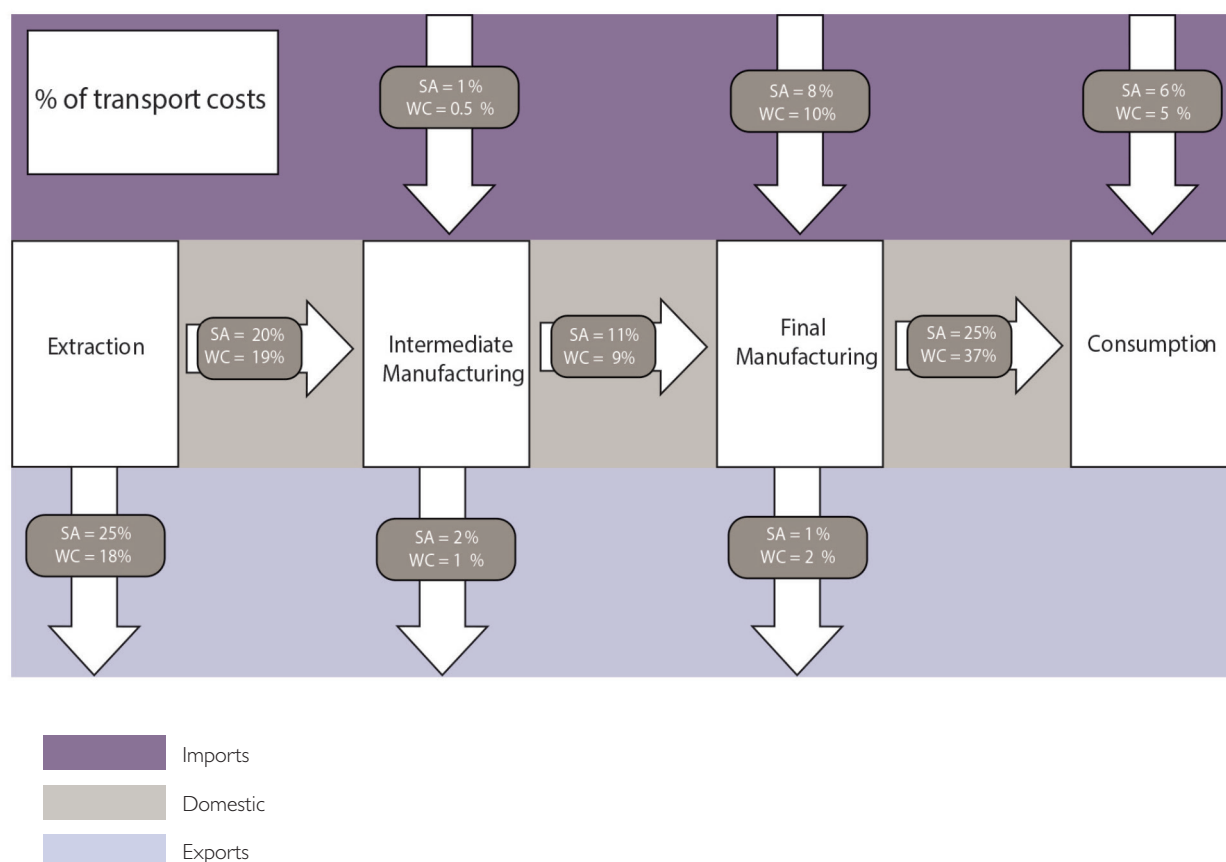 % of transport costs
SA = 1%
WC = 0.5 %
SA = 8%
WC = 10%
SA = 6%
WC = 5 %
Extraction
SA = 20%
WC = 19%
Intermediate
Manufacturing
SA = 11%
WC = 9%
Final
Manufacturing
SA = 25%
WC = 37%
Consumption
SA = 25%
WC = 18%
SA = 2%
WC = 1 %
SA = 1%
WC = 2 %
Imports
Domestic
Exports